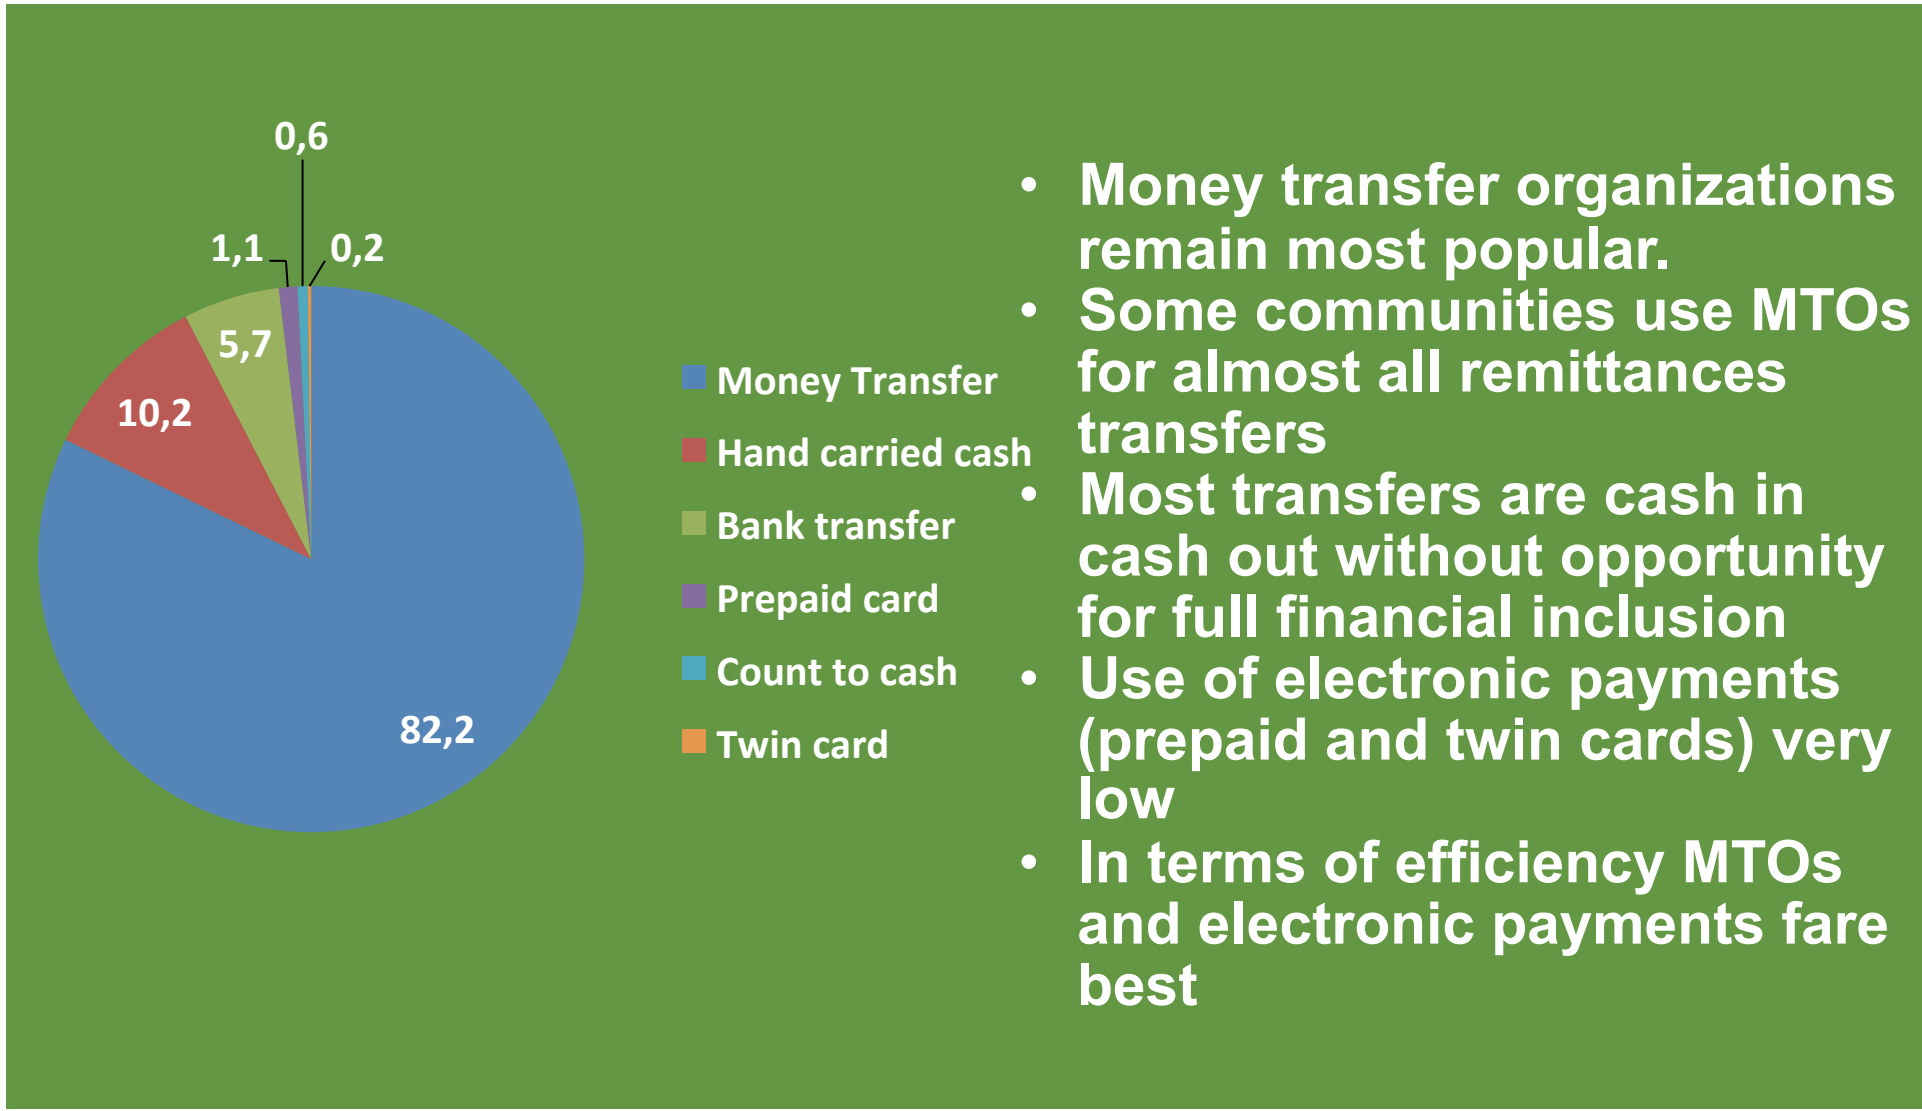 0,6
1,1
0,2
5,7
10,2
82,2
Money Transfer
Hand carried cash
Bank transfer
Prepaid card
Count to cash
Twin card
• Money transfer organizations
remain most popular.
• Some communities use MTOs
for almost all remittances
transfers
• Most transfers are cash in
cash out without opportunity
for full financial inclusion
• Use of electronic payments
(prepaid and twin cards) very
low
• In terms of efficiency MTOs
and electronic payments fare
best